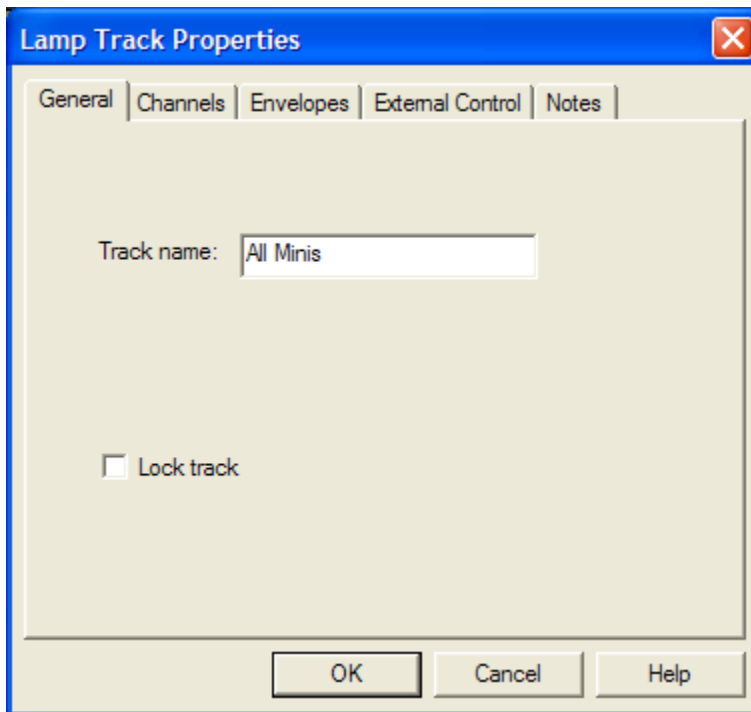 Lamp Track Properties
General Channels Envelopes External Control Notes
Track name: All Minis
Lock track
OK Cancel Help